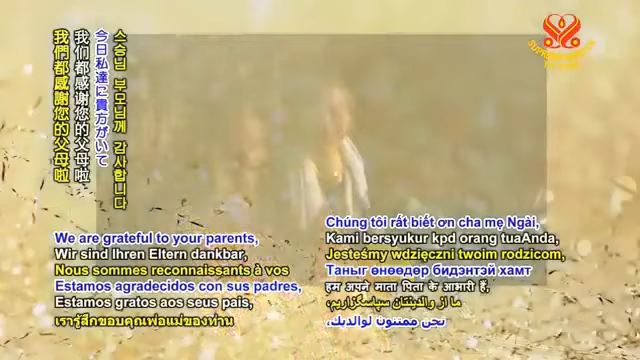 我們都感謝您的父母啦
我们都感谢您的父母啦
今日私達に貴方がいて
스승님 부모님께 감사합니다
We are grateful to your parents,
Wir sind Ihren Eltern dankbar,
Nous sommes reconnaissants à vos
Estamos agradecidos con sus padres,
Estamos gratos aos seus pais,
เรารู้สึกขอบคุณพ่อแม่ของท่าน
Chúng tôi rất biết ơn cha mẹ Ngài,
Kami bersyukur kpd orang tuaAnda,
Jesteśmy wdzięczni twoim rodzicom,
Таныг өнөөдөр бидэнтэй хамт
हम अपने माता पिता के आभारी हैं,
ما از والدینتان سپاسگزاریم،
نحن ممتنون لوالديك،